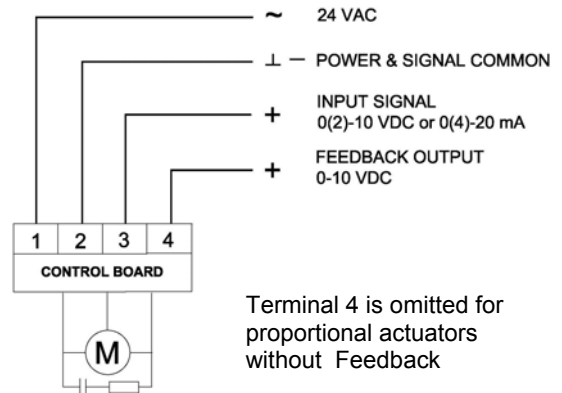 ~ 24 VAC
⊥ — POWER & SIGNAL COMMON
INPUT SIGNAL
+ 0(2)-10 VDC or 0(4)-20 mA
FEEDBACK OUTPUT
+ 0-10 VDC
1 2 3 4
CONTROL BOARD
M
Terminal 4 is omitted for
proportional actuators
without Feedback